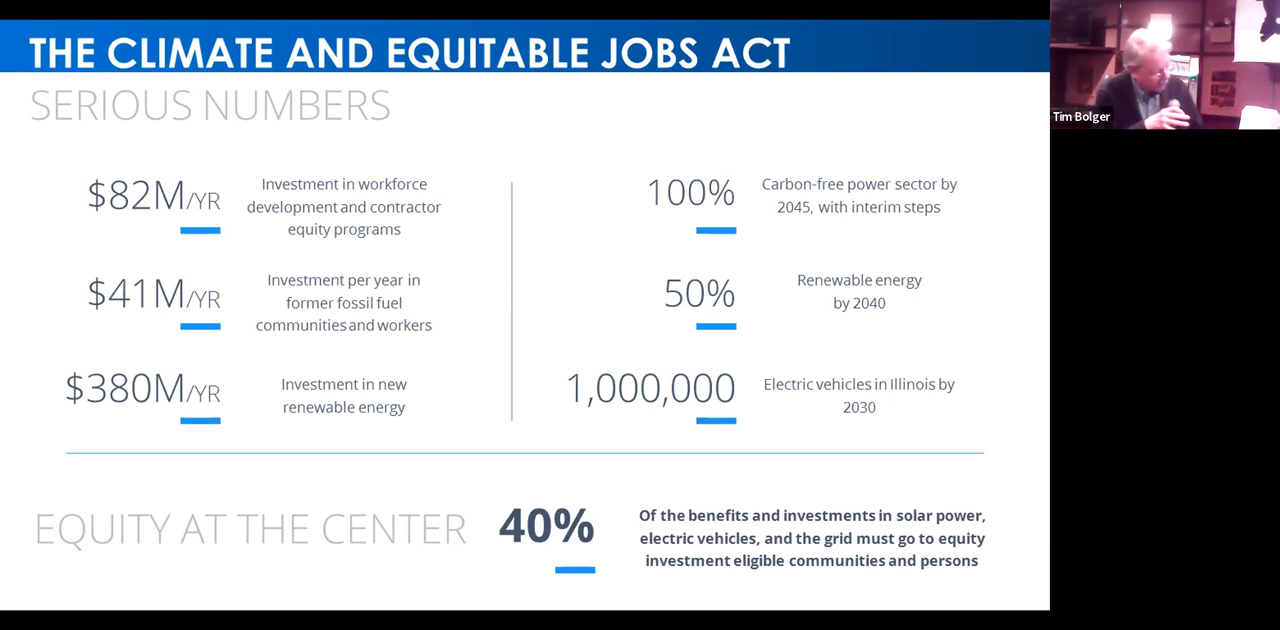 THE CLIMATE AND EQUITABLE JOBS ACT
SERIOUS NUMBERS
$82M/YR
Investment in workforce
development and contractor
equity programs
$41M/YR
Investment per year in
former fossil fuel
communities and workers
$380M/YR
Investment in new
renewable energy
100%
Carbon-free power sector by
2045, with interim steps
50%
Renewable energy
by 2040
1,000,000
Electric vehicles in Illinois by
2030
EQUITY AT THE CENTER
40%
Of the benefits and investments in solar power,
electric vehicles, and the grid must go to equity
investment eligible communities and persons
Tim Bolger